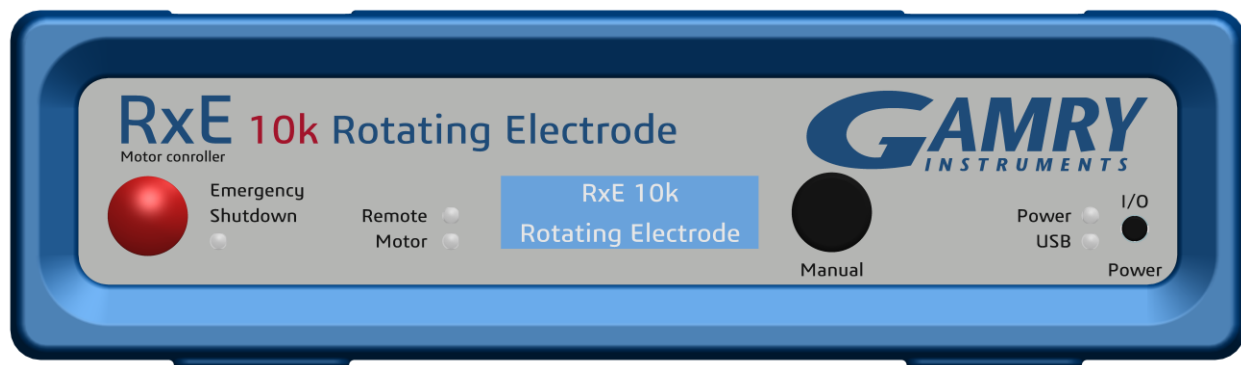 RxE 10k Rotating Electrode
Motor conroller
GAMRY
INSTRUMENTS
Emergency
Shutdown
Remote
Motor
RxE 10k
Rotating Electrode
Manual
Power
USB
I/O
Power